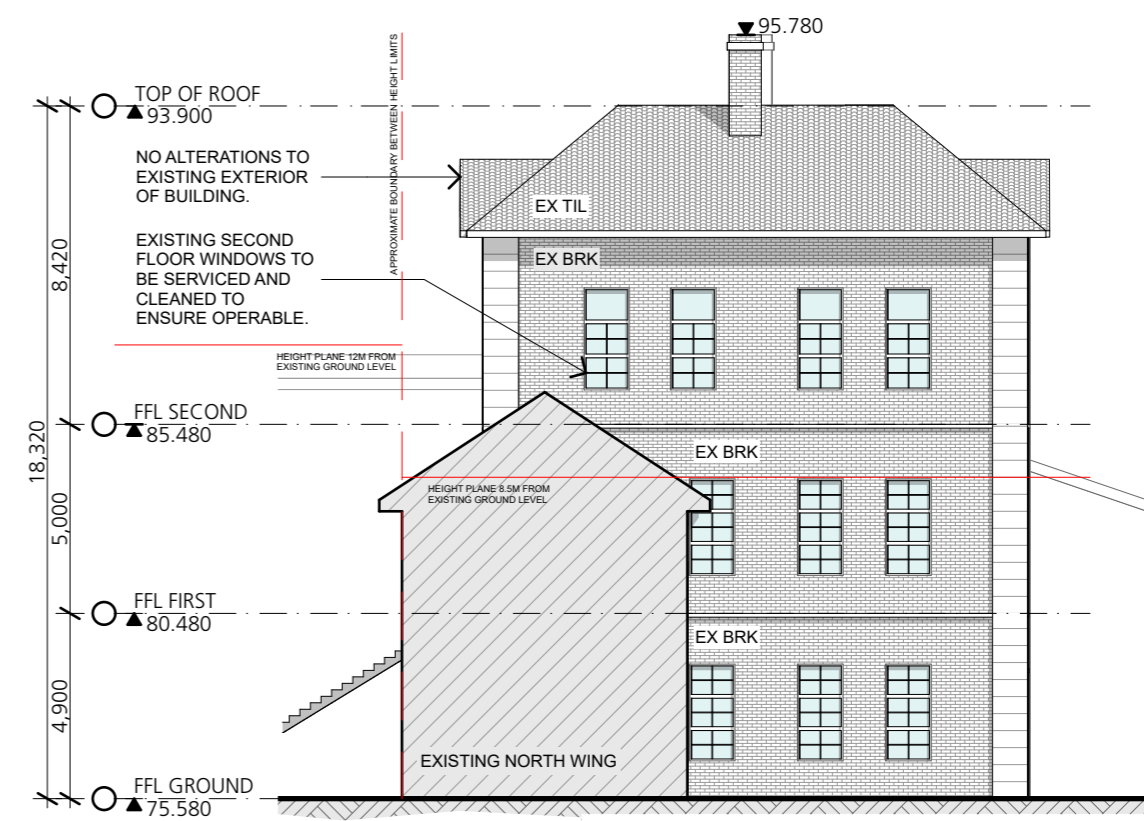 95.780
TOP OF ROOF
93.900
APPROXIMATE BOUNDARY BETWEEN HEIGHT LIMITS
NO ALTERATIONS TO
EXISTING EXTERIOR
OF BUILDING.
EX TIL
EXISTING SECOND
FLOOR WINDOWS TO
BE SERVICED AND
CLEANED TO
ENSURE OPERABLE.
EX BRK
8,420
HEIGHT PLANE 12M FROM
EXISTING GROUND LEVEL
FFL SECOND
85.480
18,320
EX BRK
HEIGHT PLANE 8.5M FROM
EXISTING GROUND LEVEL
5,000
FFL FIRST
80.480
EX BRK
4,900
EXISTING NORTH WING
FFL GROUND
75.580